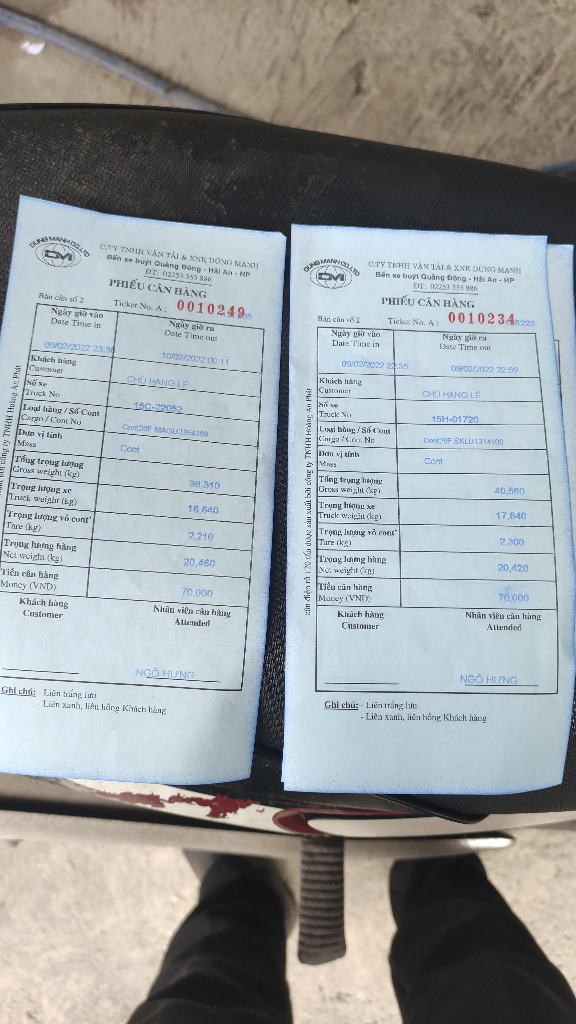 DUNG MANH CO.,LTD
DM
C.TY TNHH VẬN TẢI & XNK DŨNG MẠNH
Bến xe buýt Quảng Đông - Hải An - HP
ĐT: 02253 555 886
PHIẾU CÂN HÀNG
Bàn cân số 2
Ticket No. A : 0010249
Ngày giờ vào
Date Time in
Ngày giờ ra
Date Time out
09/02/2022 23:36
10/02/2022 00:11
Khách hàng
Customer
CHỦ HÀNG LẺ
Số xe
Truck No
15C-22052
Loại hàng / Số Cont
Cargo / Cont No
Cont20F
Đơn vị tính
Mass
Cont
Tổng trọng lượng
Gross weight (kg)
38,310
Trọng lượng xe
Truck weight (kg)
16,640
Trọng lượng vỏ cont'
Tare (kg)
2,210
Trọng lượng hàng
Net weight (kg)
20,460
Tiền cân hàng
Money (VND)
70,000
Khách hàng
Customer
Nhân viên cân hàng
Attended
NGÔ HƯNG
Ghi chú: - Liên trắng lưu
- Liên xanh, liên hồng Khách hàng
DUNG MANH CO.,LTD
DM
C.TY TNHH VẬN TẢI & XNK DŨNG MẠNH
Bến xe buýt Quảng Đông - Hải An - HP
ĐT: 02253 555 886
PHIẾU CÂN HÀNG
Bàn cân số 2
Ticket No. A : 0010234
Ngày giờ vào
Date Time in
Ngày giờ ra
Date Time out
09/02/2022 22:35
09/02/2022 22:59
Khách hàng
Customer
CHỦ HÀNG LẺ
Số xe
Truck No
15H-01720
Loại hàng / Số Cont
Cargo / Cont No
Cont20F SKLU1314100
Đơn vị tính
Mass
Cont
Tổng trọng lượng
Gross weight (kg)
40,560
Trọng lượng xe
Truck weight (kg)
17,840
Trọng lượng vỏ cont'
Tare (kg)
2,300
Trọng lượng hàng
Net weight (kg)
20,420
Tiền cân hàng
Money (VND)
70,000
Khách hàng
Customer
Nhân viên cân hàng
Attended
NGÔ HƯNG
Ghi chú: - Liên trắng lưu
- Liên xanh, liên hồng Khách hàng